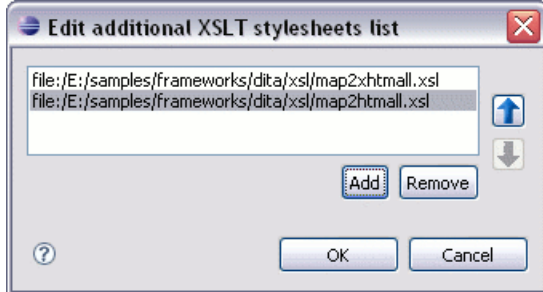 Edit additional XSLT stylesheets list
file:/E:/samples/frameworks/dita/xsl/map2xhtmall.xsl
file:/E:/samples/frameworks/dita/xsl/map2htmall.xsl
Add Remove
? OK Cancel